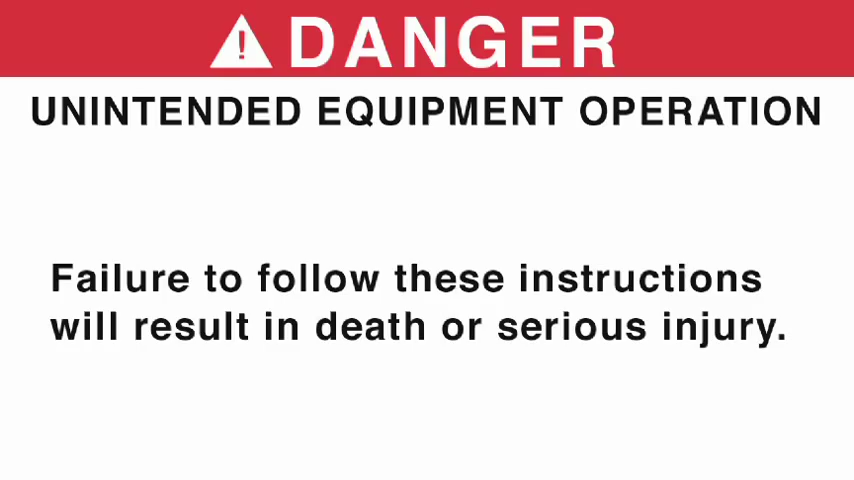 DANGER
UNINTENDED EQUIPMENT OPERATION
Failure to follow these instructions
will result in death or serious injury.